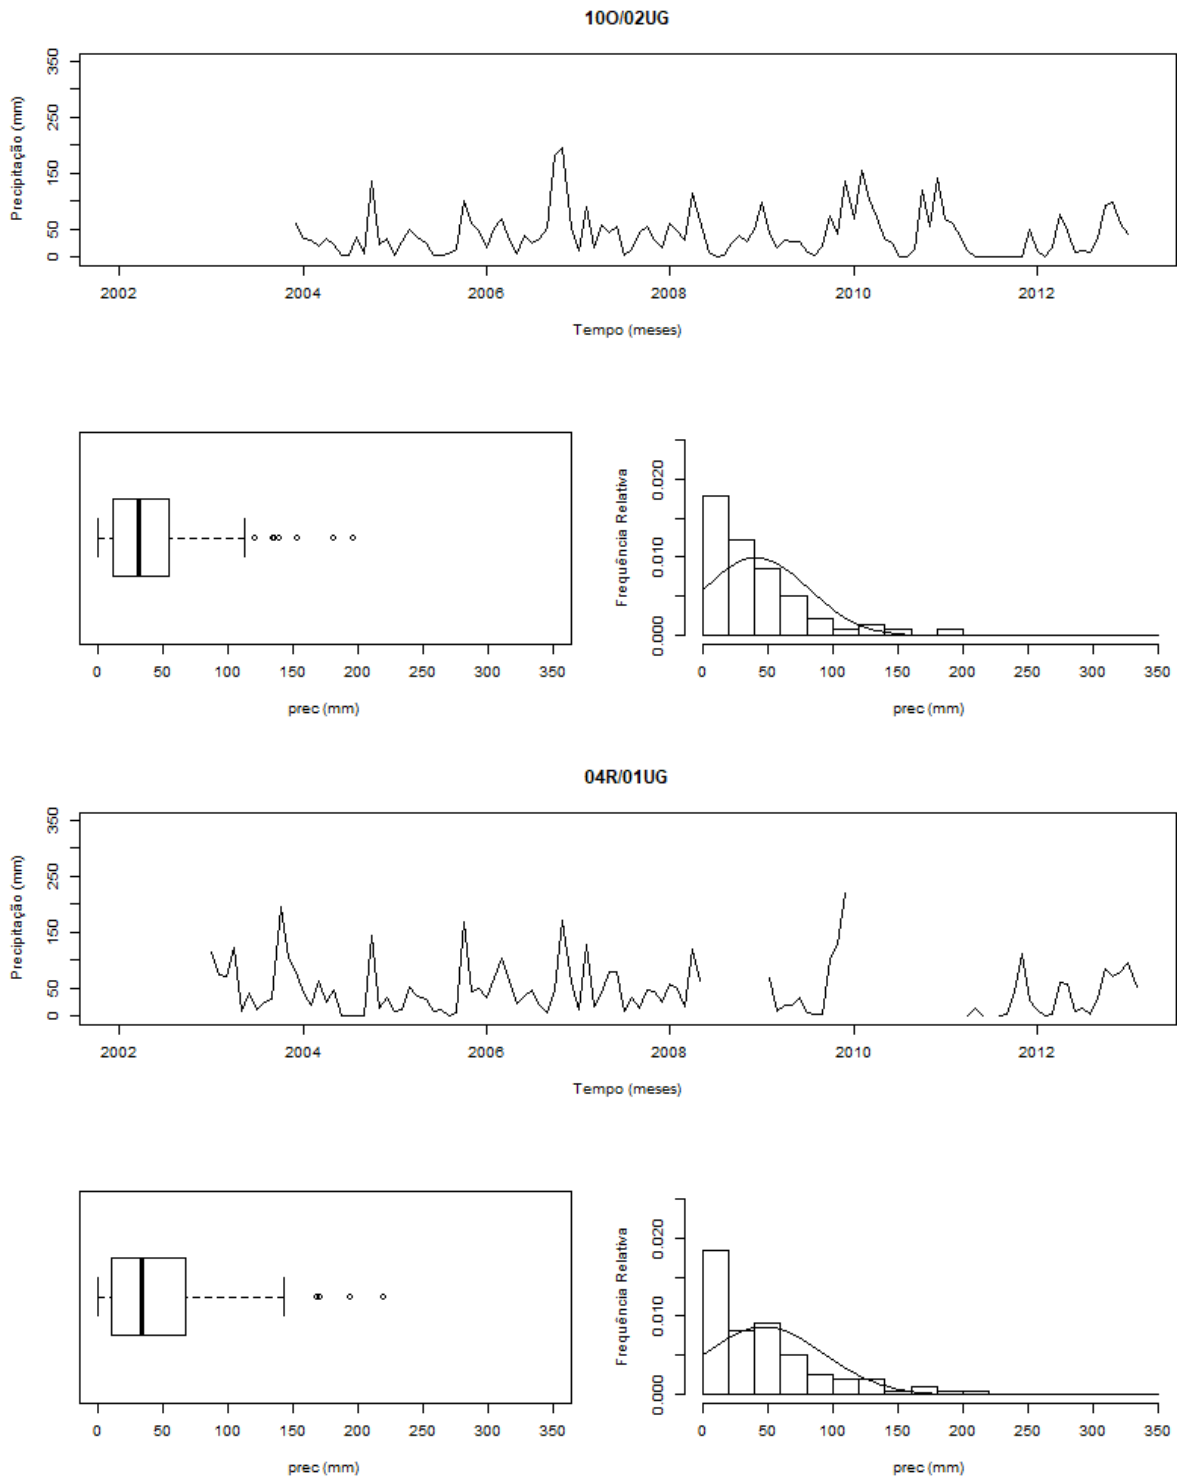 10O/02UG
Precipitação (mm)
350
250
150
50
0
2002 2004 2006 2008 2010 2012
Tempo (meses)
0 50 100 150 200 250 300 350
prec (mm)
Frequência Relativa
0.020
0.010
0.000
0 50 100 150 200 250 300 350
prec (mm)
04R/01UG
Precipitação (mm)
350
250
150
50
0
2002 2004 2006 2008 2010 2012
Tempo (meses)
0 50 100 150 200 250 300 350
prec (mm)
Frequência Relativa
0.020
0.010
0.000
0 50 100 150 200 250 300 350
prec (mm)